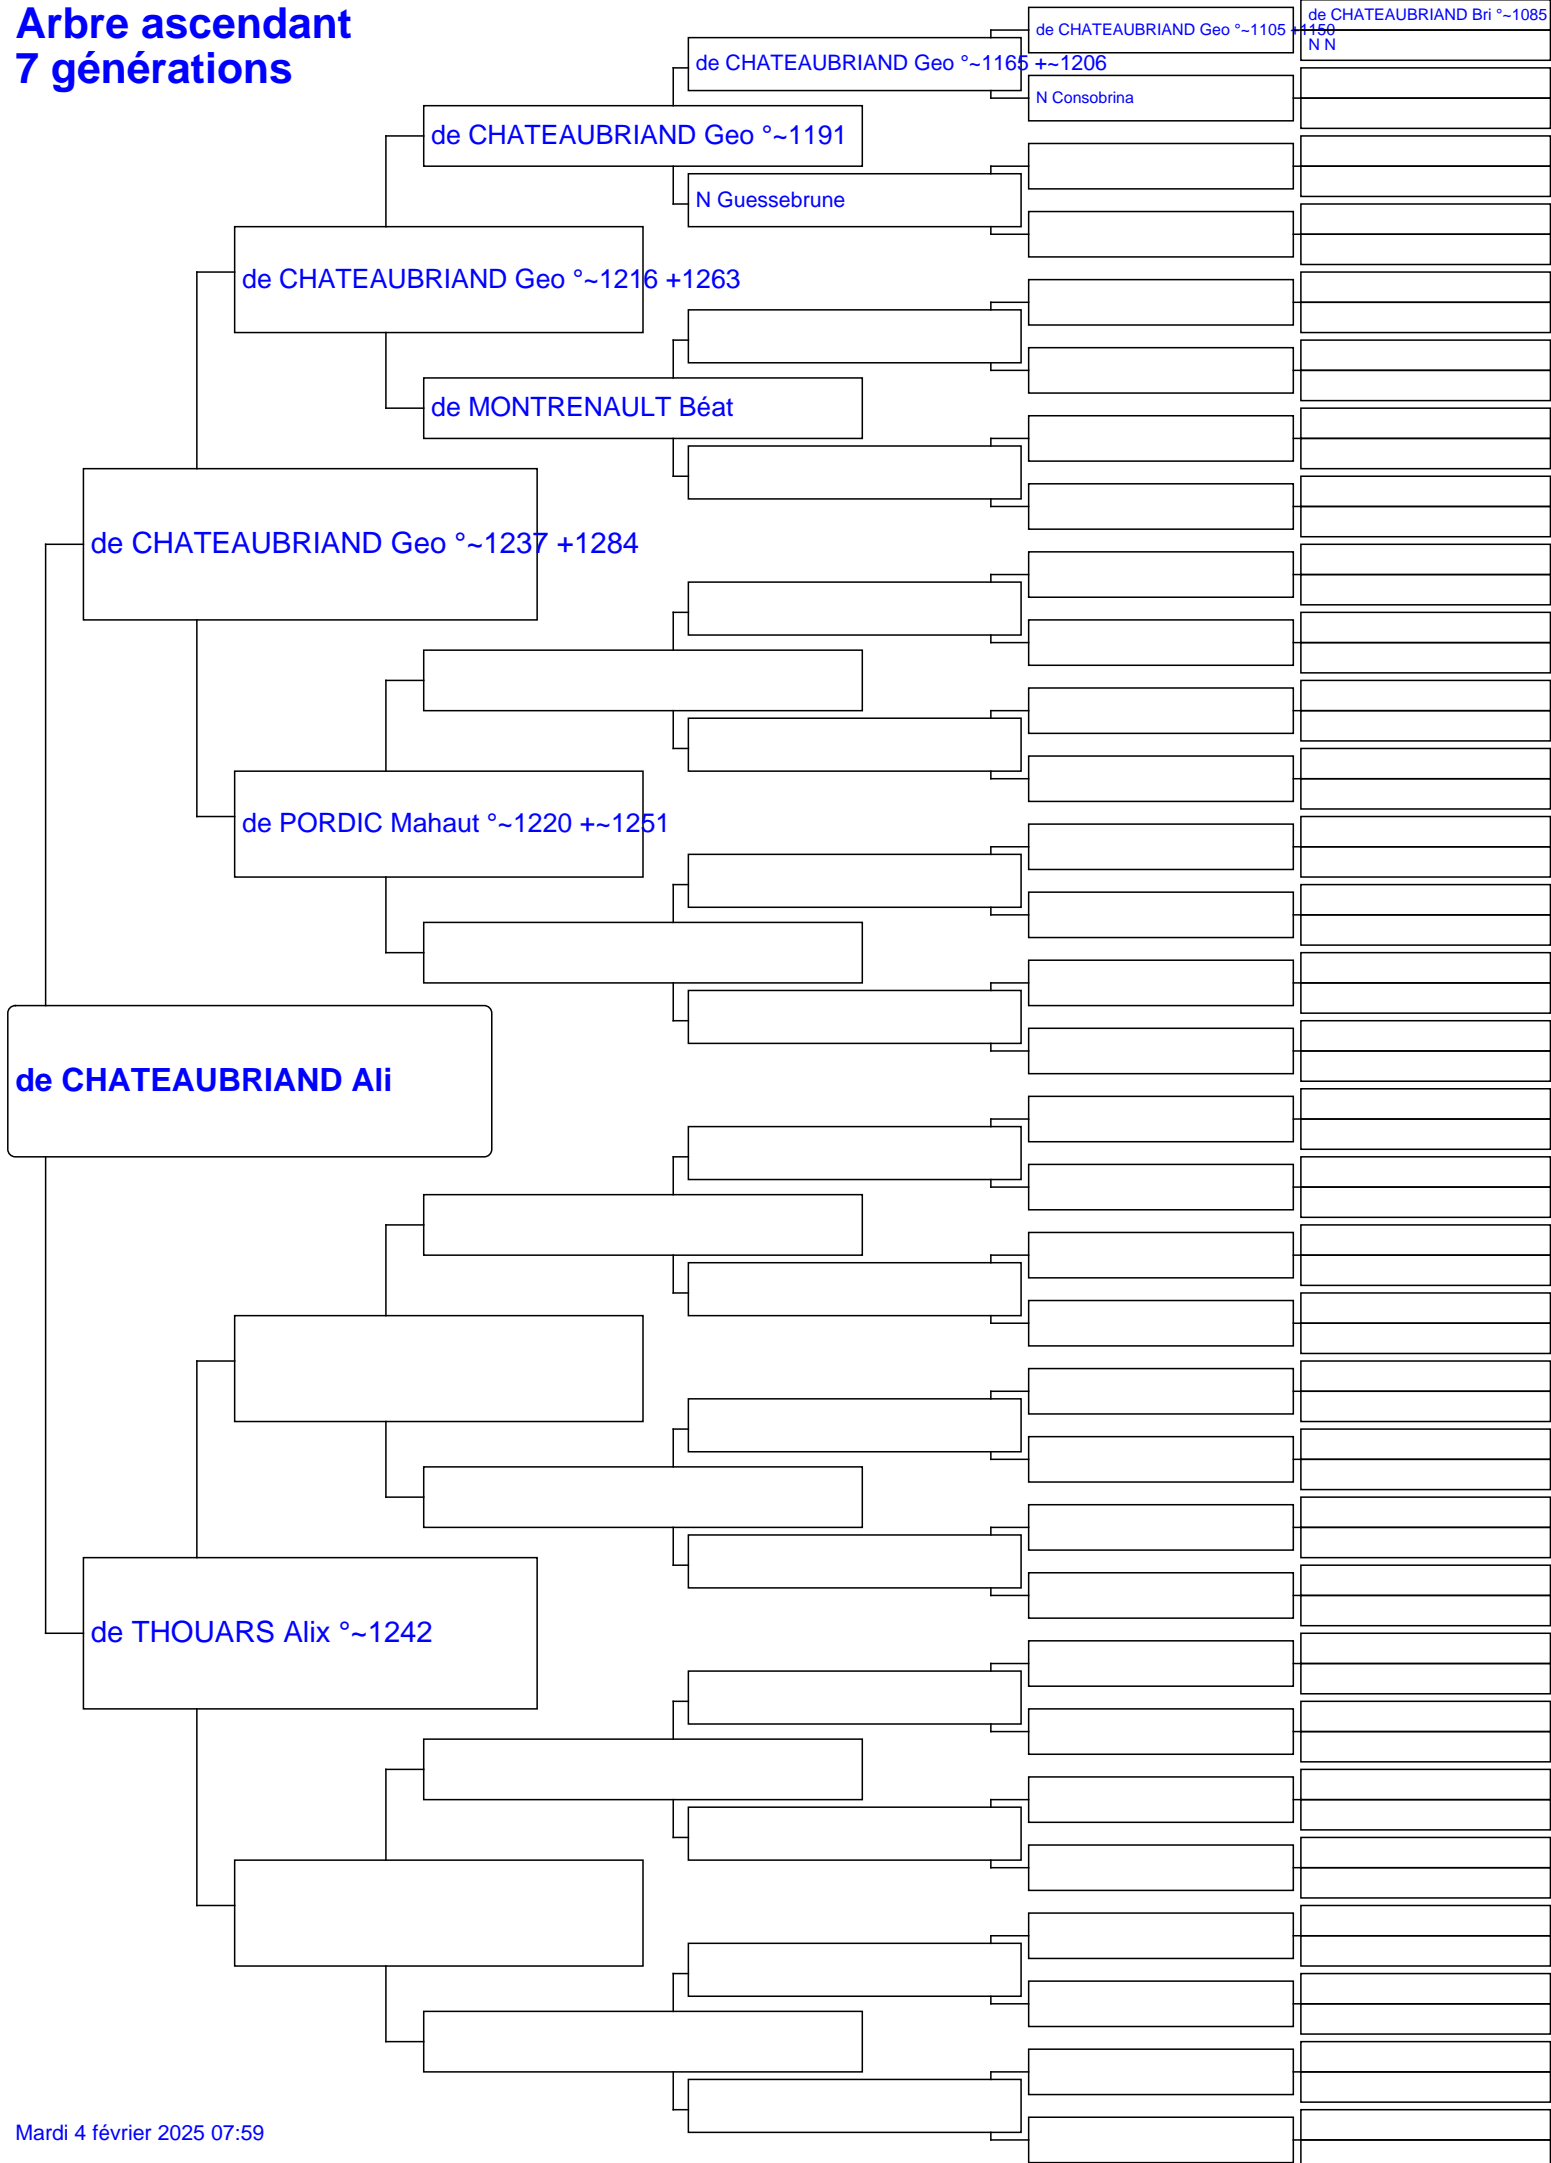 Arbre ascendant
7 générations
de CHATEAUBRIAND Bri °~1085
de CHATEAUBRIAND Geo °~1105 +1150
N N
de CHATEAUBRIAND Geo °~1165 +~1206
N Consobrina
de CHATEAUBRIAND Geo °~1191
N Guessebrune
de CHATEAUBRIAND Geo °~1216 +1263
de MONTRENAULT Béat
de CHATEAUBRIAND Geo °~1237 +1284
de PORDIC Mahaut °~1220 +~1251
de CHATEAUBRIAND Ali
de THOUARS Alix °~1242
Mardi 4 février 2025 07:59